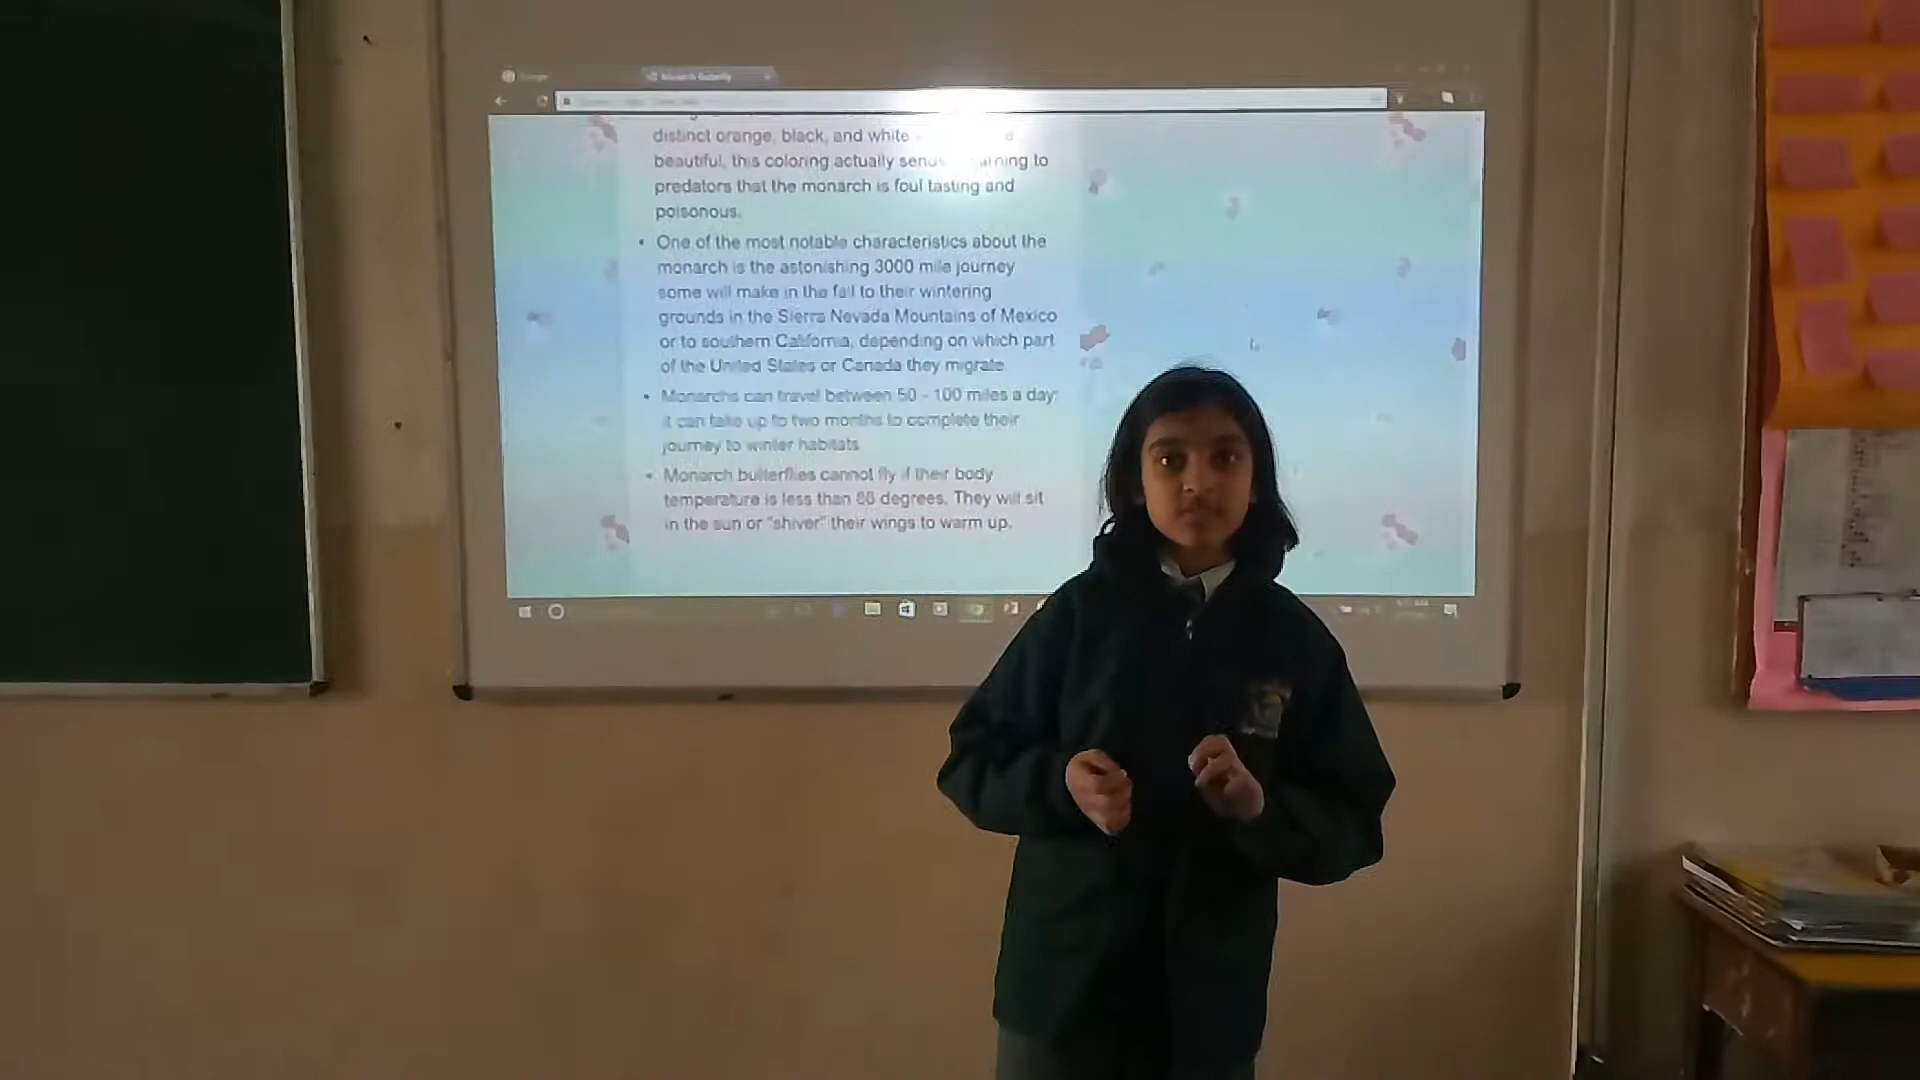 Monarch Butterfly
distinct orange, black, and white
beautiful, this coloring actually sends warning to
predators that the monarch is foul tasting and
poisonous.
• One of the most notable characteristics about the
monarch is the astonishing 3000 mile journey
some will make in the fall to their wintering
grounds in the Sierra Nevada Mountains of Mexico
or to southern California, depending on which part
of the United States or Canada they migrate.
• Monarchs can travel between 50 - 100 miles a day;
it can take up to two months to complete their
journey to winter habitats
• Monarch butterflies cannot fly if their body
temperature is less than 86 degrees. They will sit
in the sun or "shiver" their wings to warm up.